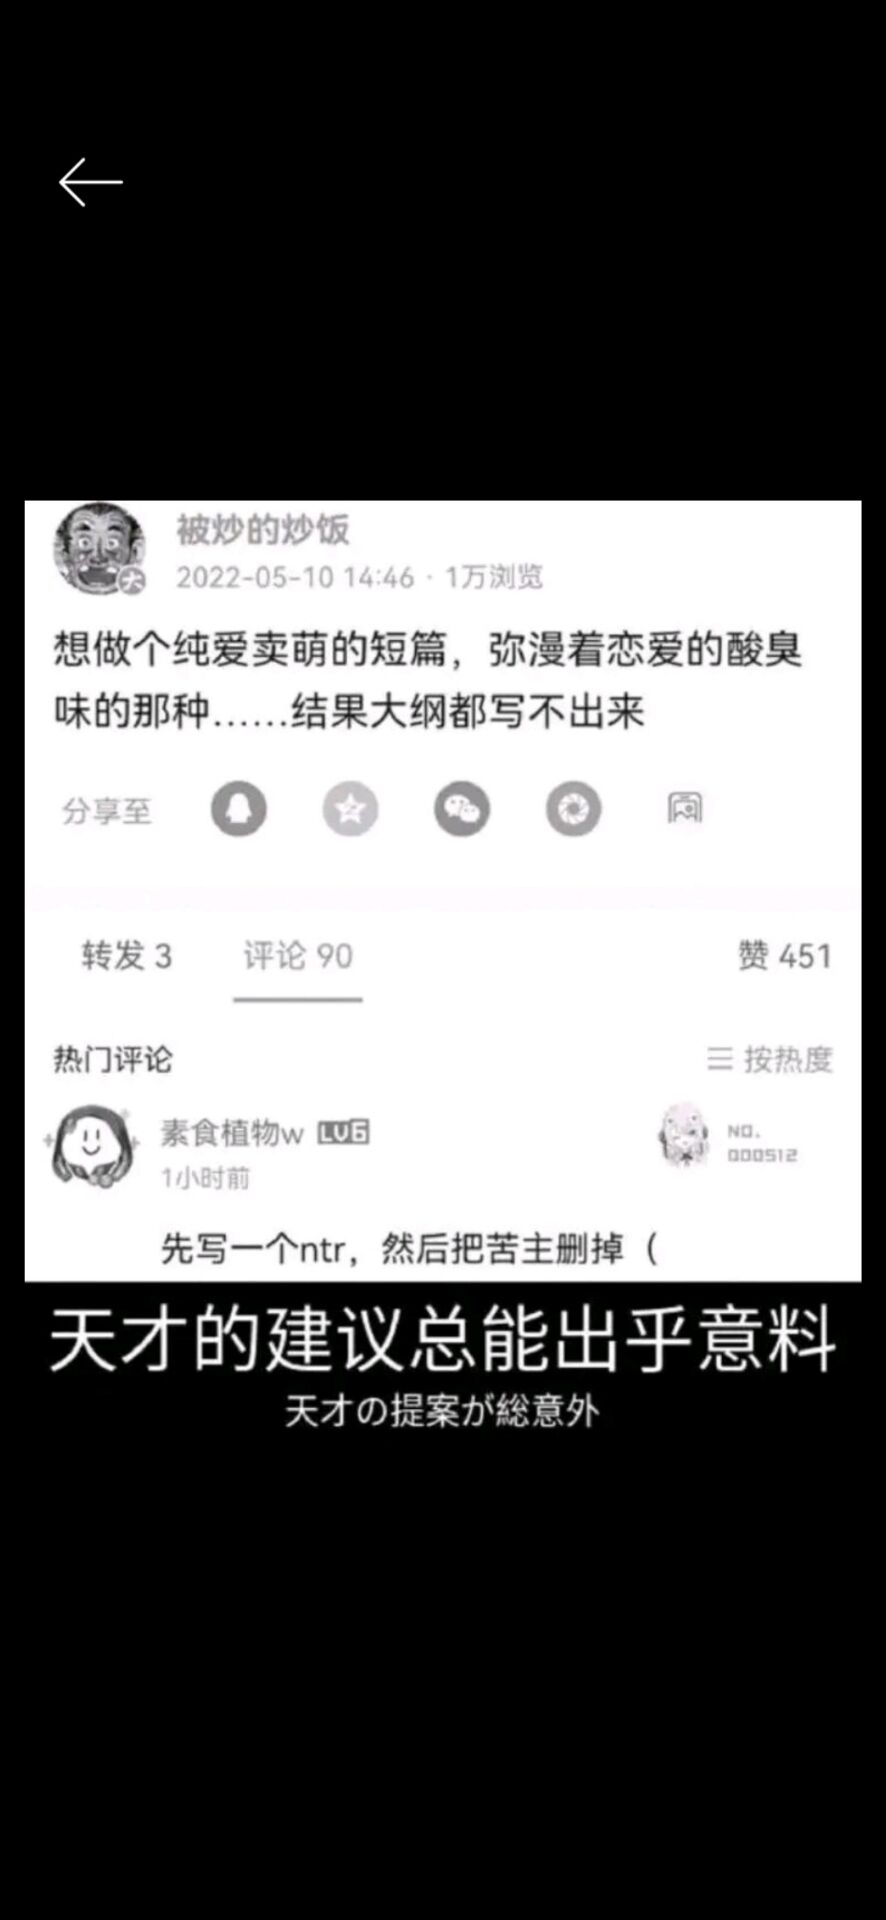 被炒的炒饭
2022-05-10 14:46 · 1万浏览
想做个纯爱卖萌的短篇，弥漫着恋爱的酸臭
味的那种……结果大纲都写不出来
分享至
转发 3 评论 90 赞 451
热门评论 按热度
素食植物w LV6
NO.
000512
1小时前
先写一个ntr，然后把苦主删掉（
天才的建议总能出乎意料
天才の提案が総意外